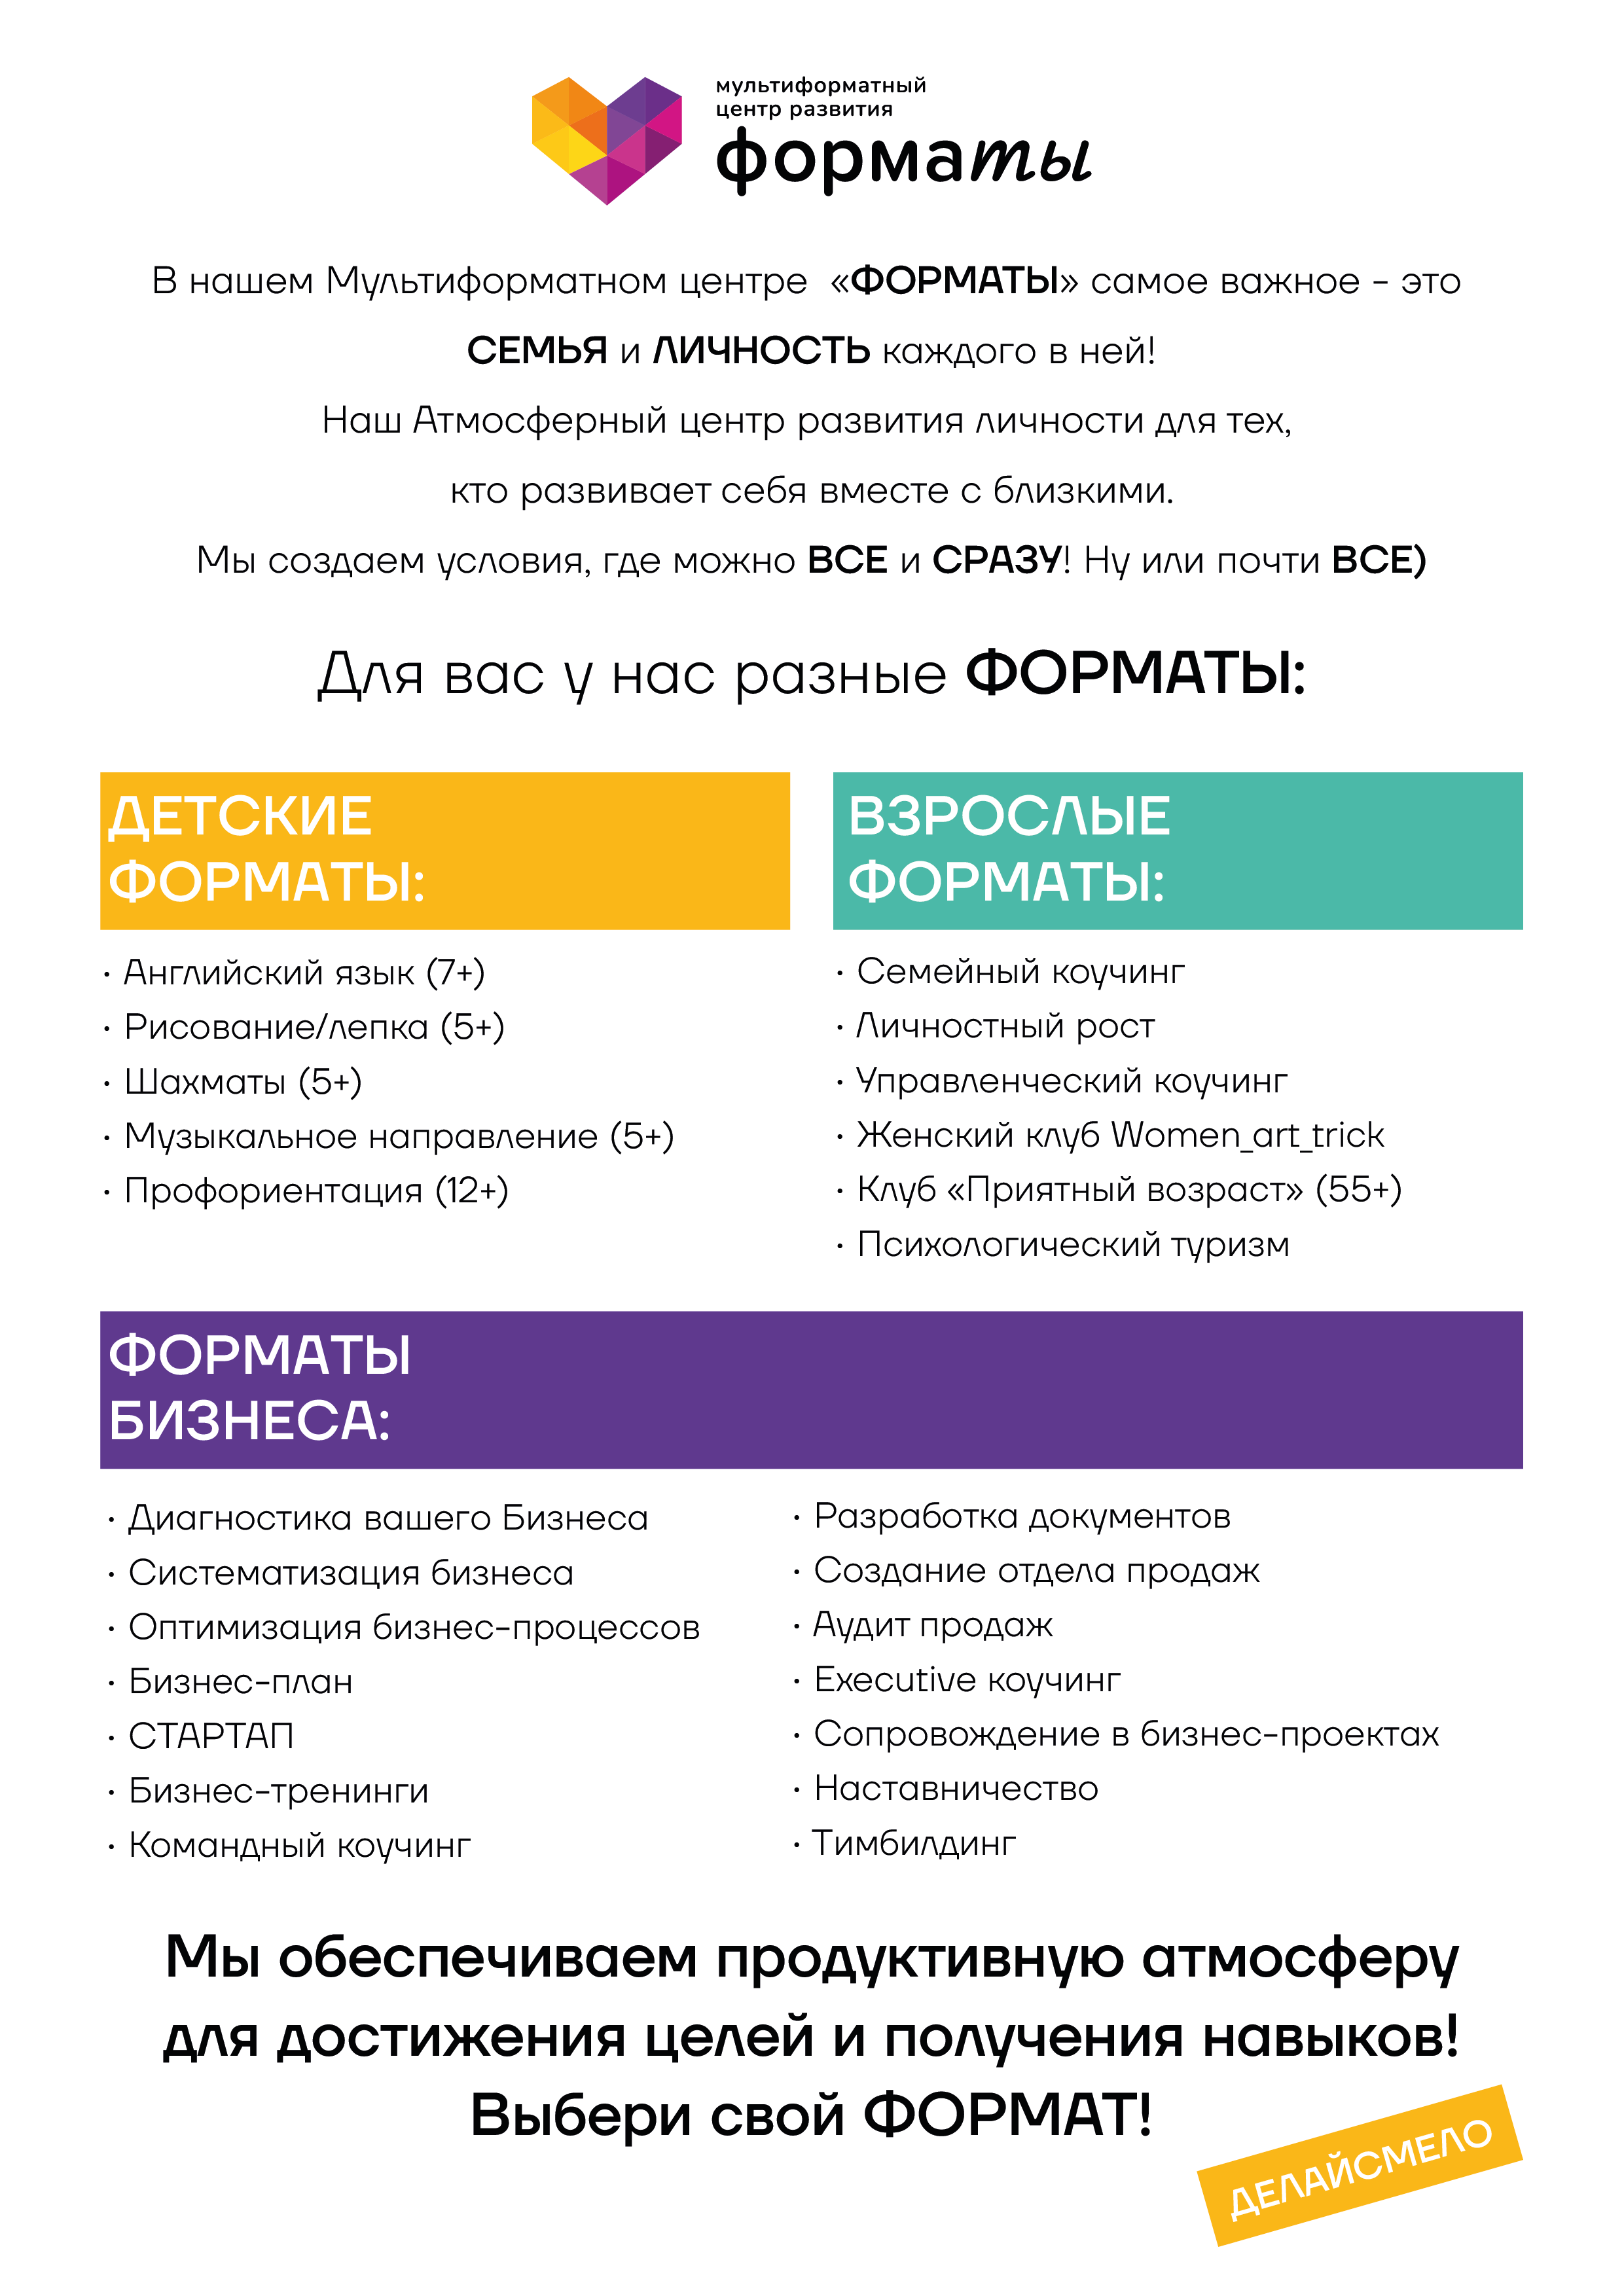 мультиформатный
центр развития
форматы
В нашем Мультиформатном центре «ФОРМАТЫ» самое важное - это
СЕМЬЯ и ЛИЧНОСТЬ каждого в ней!
Наш Атмосферный центр развития личности для тех,
кто развивает себя вместе с близкими.
Мы создаем условия, где можно ВСЕ и СРАЗУ! Ну или почти ВСЕ)
Для вас у нас разные ФОРМАТЫ:
ДЕТСКИЕ
ФОРМАТЫ:
• Английский язык (7+)
• Рисование/лепка (5+)
• Шахматы (5+)
• Музыкальное направление (5+)
• Профориентация (12+)
ВЗРОСЛЫЕ
ФОРМАТЫ:
• Семейный коучинг
• Личностный рост
• Управленческий коучинг
• Женский клуб Women_art_trick
• Клуб «Приятный возраст» (55+)
• Психологический туризм
ФОРМАТЫ
БИЗНЕСА:
• Диагностика вашего Бизнеса
• Систематизация бизнеса
• Оптимизация бизнес-процессов
• Бизнес-план
• СТАРТАП
• Бизнес-тренинги
• Командный коучинг
• Разработка документов
• Создание отдела продаж
• Аудит продаж
• Executive коучинг
• Сопровождение в бизнес-проектах
• Наставничество
• Тимбилдинг
Мы обеспечиваем продуктивную атмосферу
для достижения целей и получения навыков!
Выбери свой ФОРМАТ!
ДЕЛАЙСМЕЛО